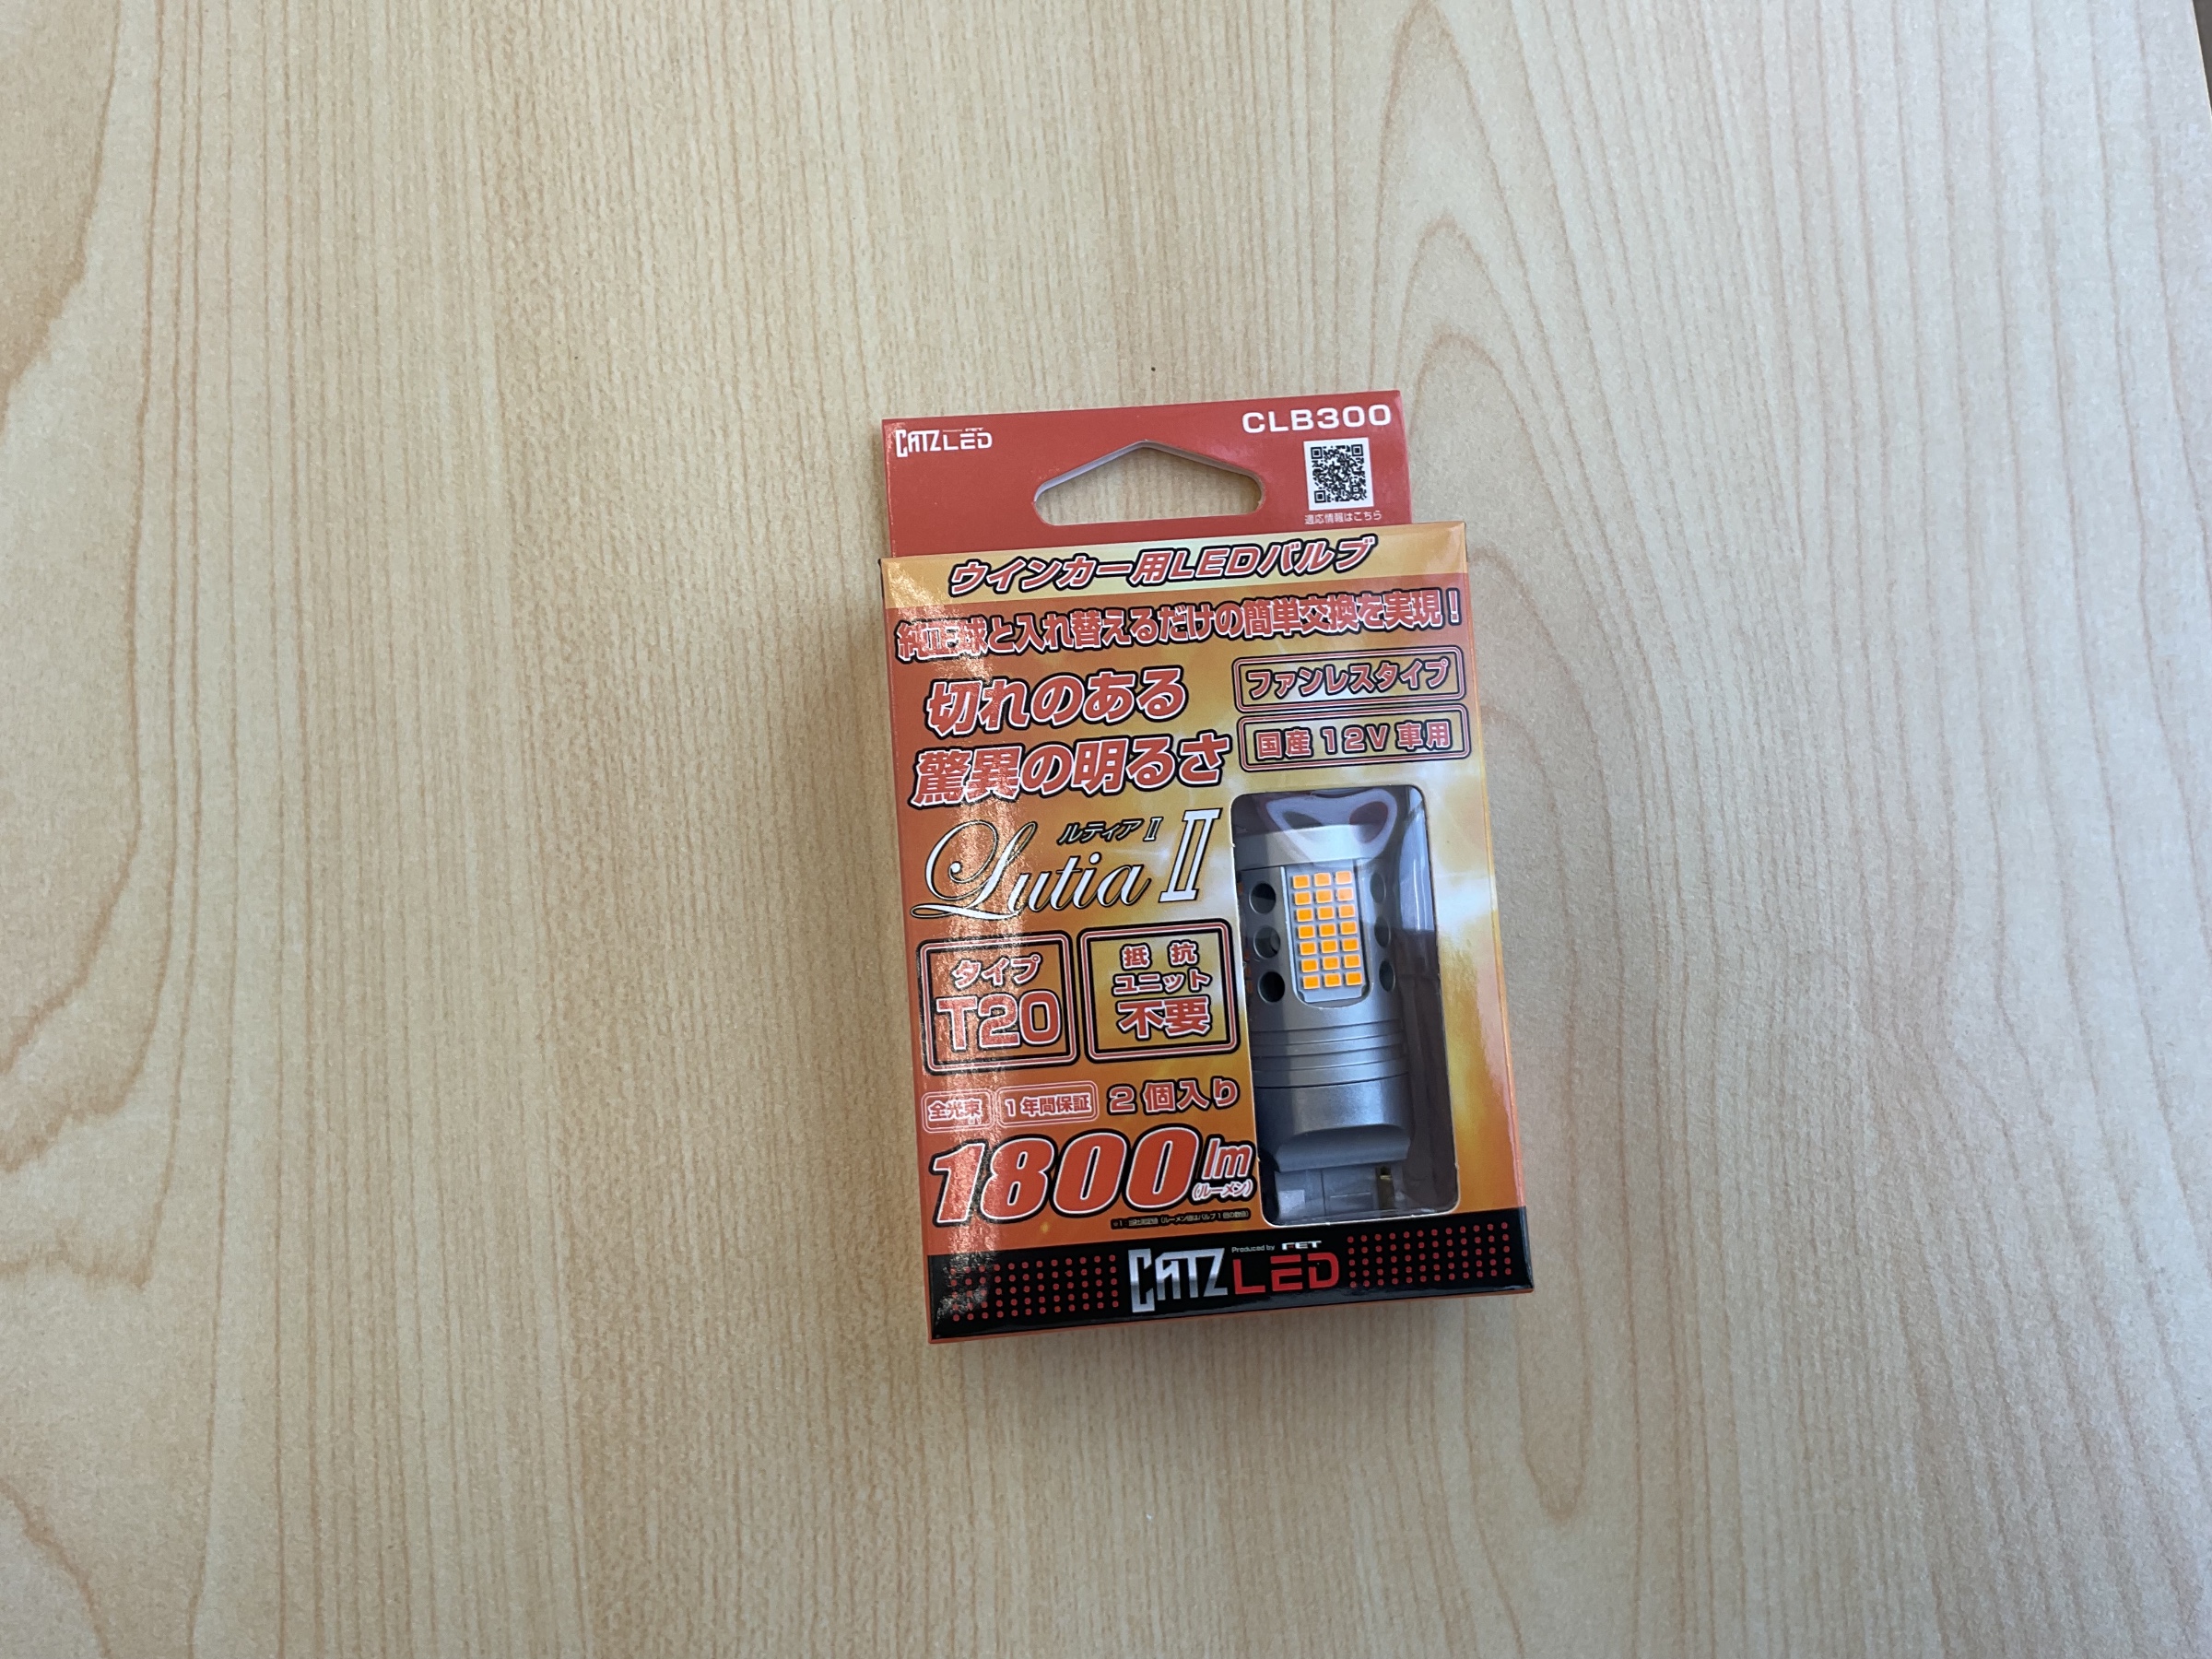 CLB300
CATZ LED
適応情報はこちら
ウインカー用LEDバルブ
純正球と入れ替えるだけの簡単交換を実現！
切れのある
驚異の明るさ
ファンレスタイプ
国産12V車用
ルティアⅡ
Lutia Ⅱ
タイプ
T20
抵抗
ユニット
不要
全光束
1年間保証
2個入り
1800lm
(ルーメン)
CATZ Produced by FET
LED